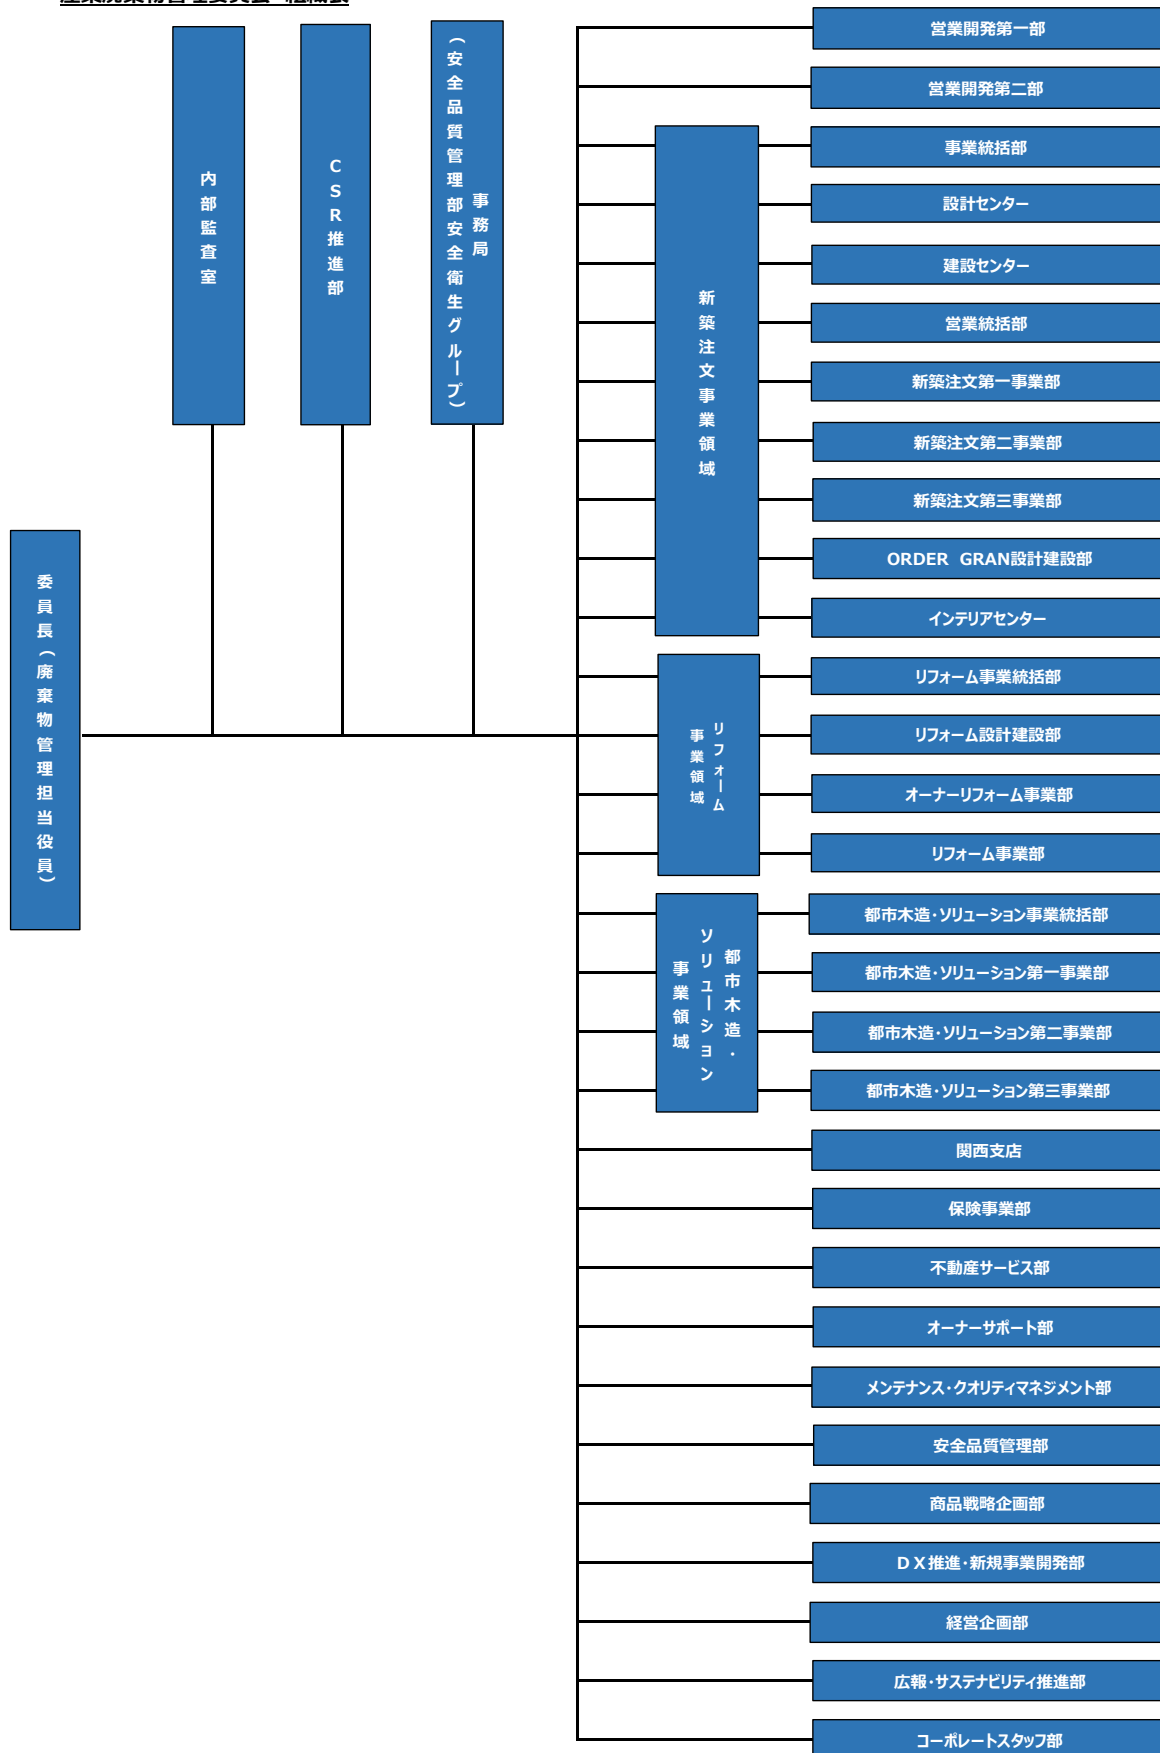 産業廃棄物管理委員会 組織表
内部監査室
CSR推進部
事務局
（安全品質管理部安全衛生グループ）
委員長（廃棄物管理担当役員）
新築注文事業領域
リフォーム
事業領域
都市木造・
ソリューション
事業領域
営業開発第一部
営業開発第二部
事業統括部
設計センター
建設センター
営業統括部
新築注文第一事業部
新築注文第二事業部
新築注文第三事業部
ORDER GRAN設計建設部
インテリアセンター
リフォーム事業統括部
リフォーム設計建設部
オーナーリフォーム事業部
リフォーム事業部
都市木造・ソリューション事業統括部
都市木造・ソリューション第一事業部
都市木造・ソリューション第二事業部
都市木造・ソリューション第三事業部
関西支店
保険事業部
不動産サービス部
オーナーサポート部
メンテナンス・クオリティマネジメント部
安全品質管理部
商品戦略企画部
ＤＸ推進・新規事業開発部
経営企画部
広報・サステナビリティ推進部
コーポレートスタッフ部